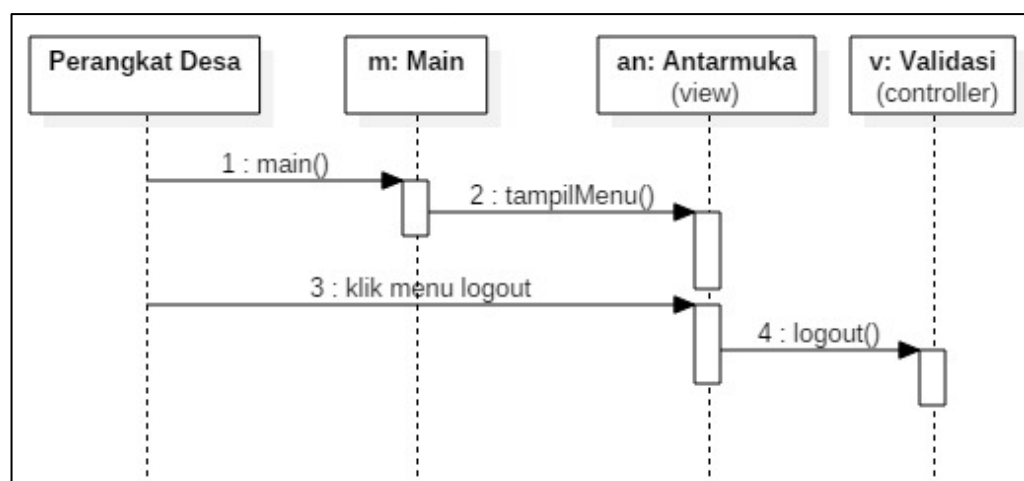 Perangkat Desa
m: Main
an: Antarmuka
(view)
v: Validasi
(controller)
1 : main()
2 : tampilMenu()
3 : klik menu logout
4 : logout()